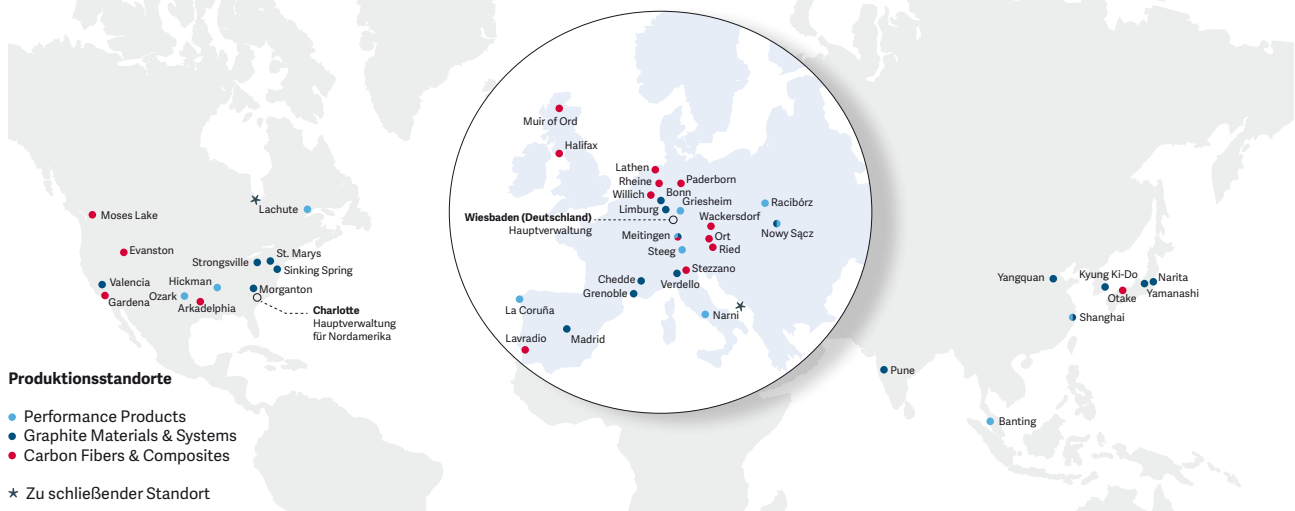 Moses Lake
Lachute
Evanston
Strongsville
St. Marys
Sinking Spring
Valencia
Hickman
Gardena
Ozark
Morganton
Arkadelphia
Charlotte
Hauptverwaltung
für Nordamerika
Muir of Ord
Halifax
Lathen
Rheine
Paderborn
Willich
Bonn
Griesheim
Racibórz
Limburg
Wackersdorf
Wiesbaden (Deutschland)
Hauptverwaltung
Nowy Sącz
Meitingen
Ort
Steeg
Ried
Stezzano
Chedde
Verdello
Grenoble
La Coruña
Narni
Lavradio
Madrid
Yangquan
Kyung Ki-Do
Narita
Otake
Yamanashi
Shanghai
Pune
Banting
Produktionsstandorte
Performance Products
Graphite Materials & Systems
Carbon Fibers & Composites
Zu schließender Standort